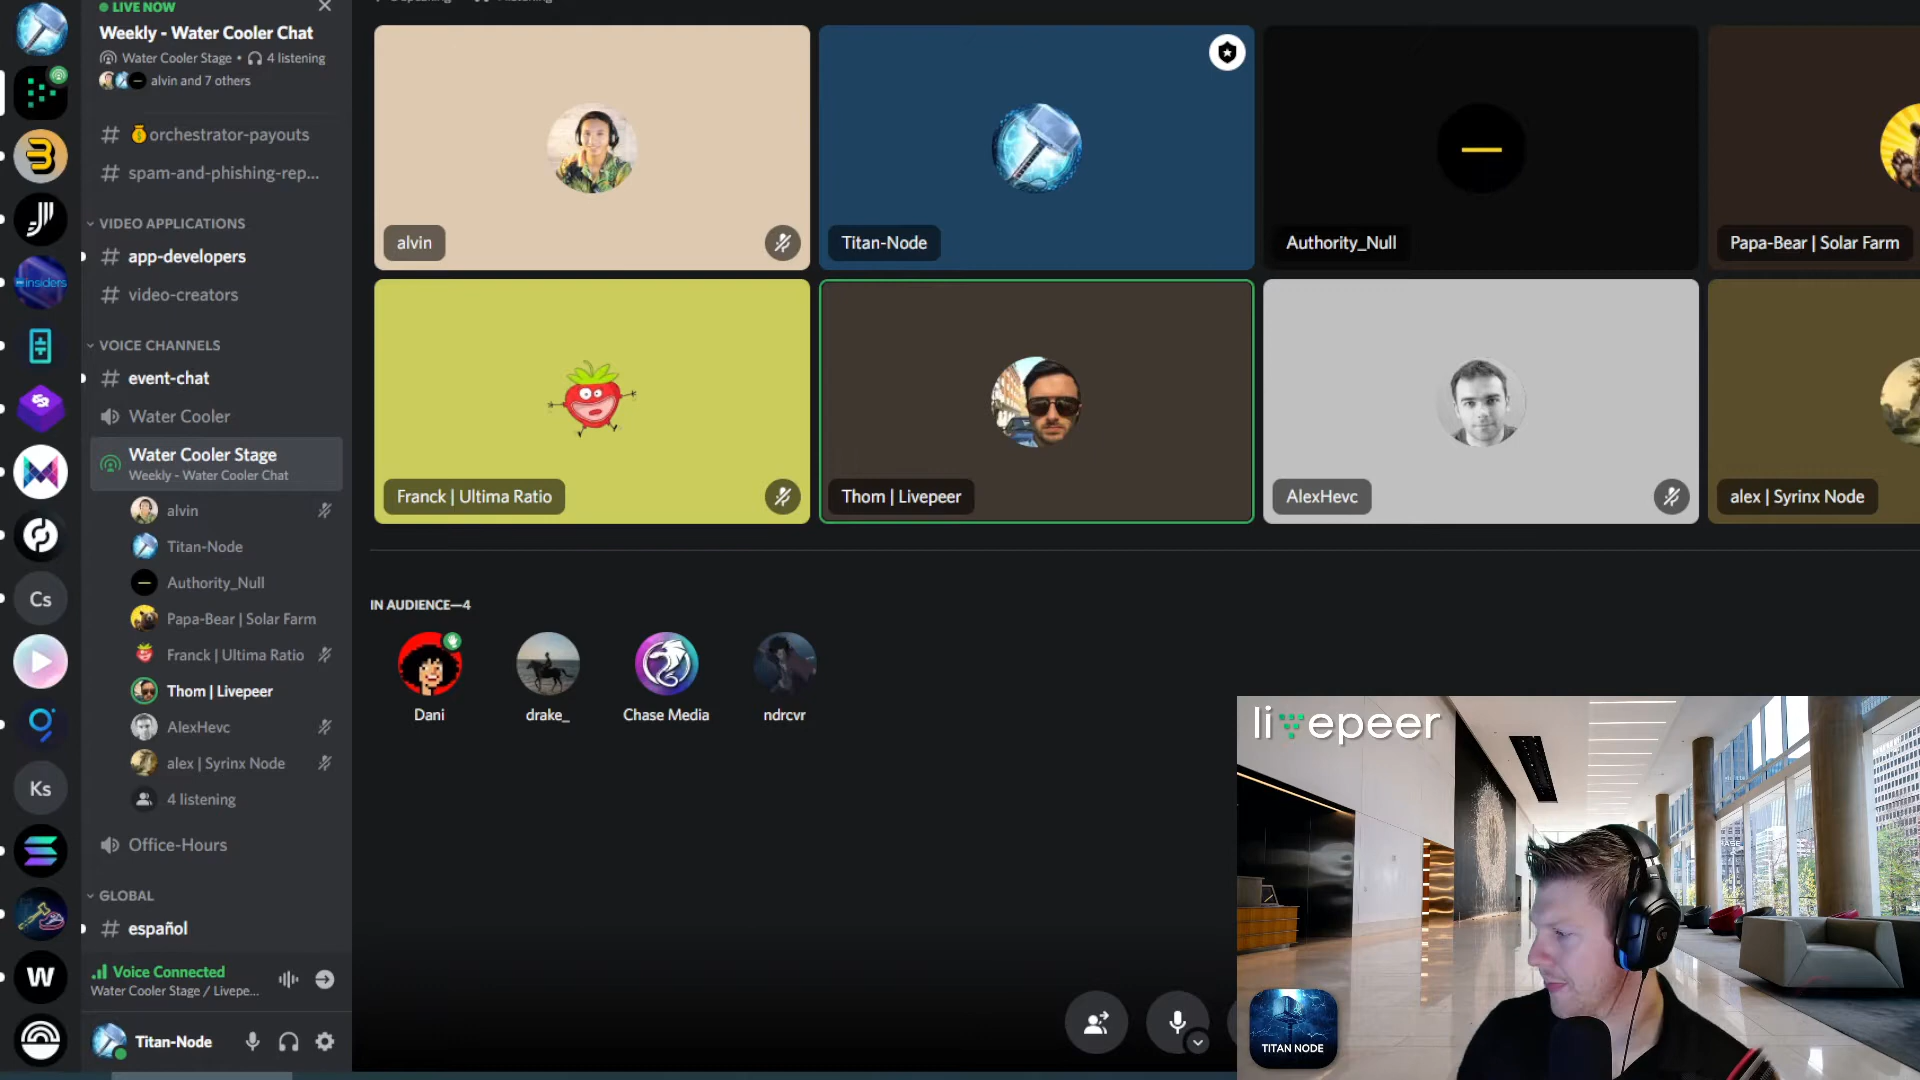 LIVE NOW
Weekly - Water Cooler Chat
Water Cooler Stage • 4 listening
alvin and 7 others
# 💰orchestrator-payouts
# spam-and-phishing-rep...
VIDEO APPLICATIONS
# app-developers
# video-creators
VOICE CHANNELS
# event-chat
Water Cooler
Water Cooler Stage
Weekly - Water Cooler Chat
alvin
Titan-Node
Authority_Null
Papa-Bear | Solar Farm
Franck | Ultima Ratio
Thom | Livepeer
AlexHevc
alex | Syrinx Node
4 listening
Office-Hours
GLOBAL
# español
Voice Connected
Water Cooler Stage / Livepe...
Titan-Node
insiders
Cs
Ks
W
alvin
Titan-Node
Authority_Null
Papa-Bear | Solar Farm
Franck | Ultima Ratio
Thom | Livepeer
AlexHevc
alex | Syrinx Node
IN AUDIENCE—4
Dani
drake_
Chase Media
ndrcvr
livepeer
TITAN NODE